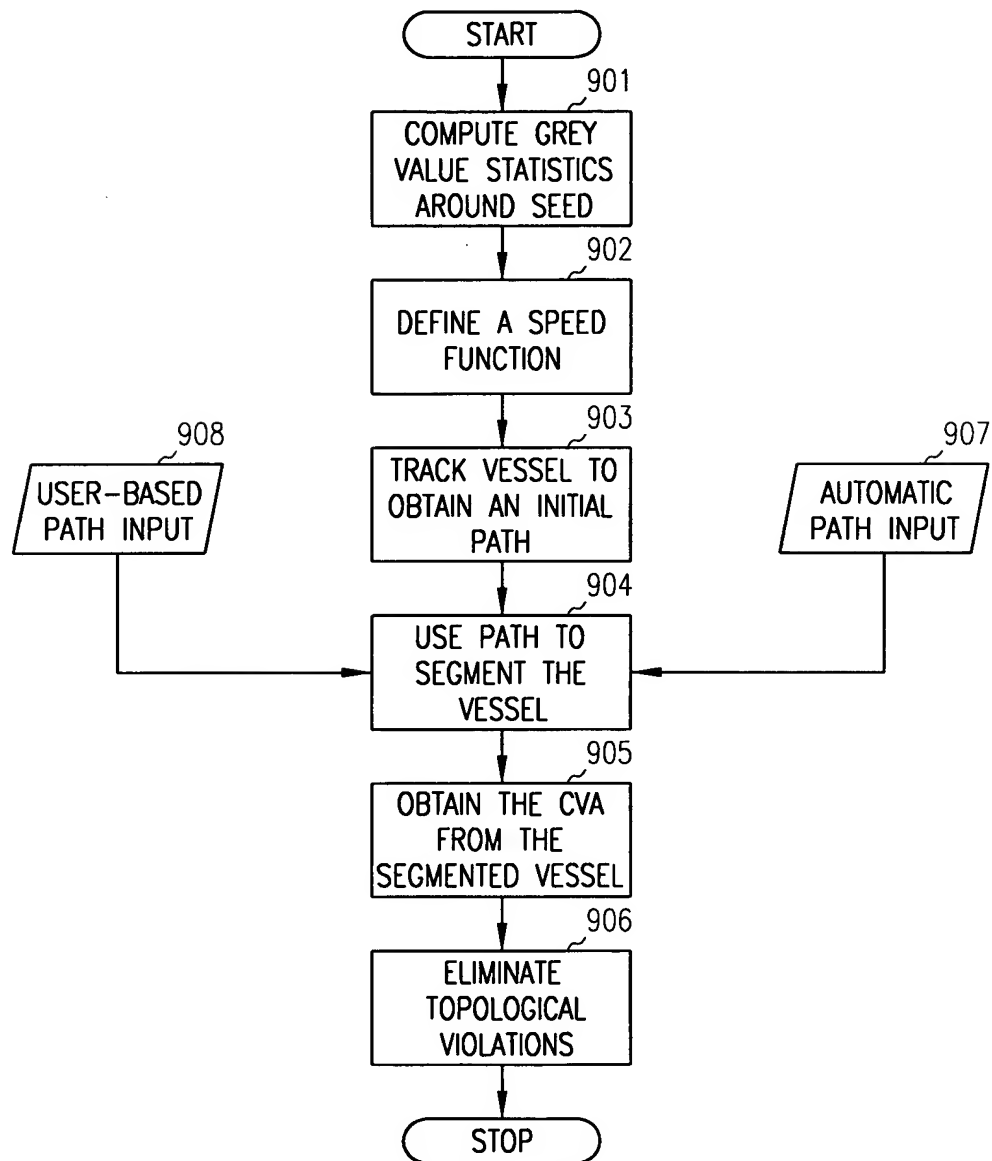 START
901
COMPUTE GREY
VALUE STATISTICS
AROUND SEED
902
DEFINE A SPEED
FUNCTION
903
TRACK VESSEL TO
OBTAIN AN INITIAL
PATH
908
USER-BASED
PATH INPUT
907
AUTOMATIC
PATH INPUT
904
USE PATH TO
SEGMENT THE
VESSEL
905
OBTAIN THE CVA
FROM THE
SEGMENTED VESSEL
906
ELIMINATE
TOPOLOGICAL
VIOLATIONS
STOP